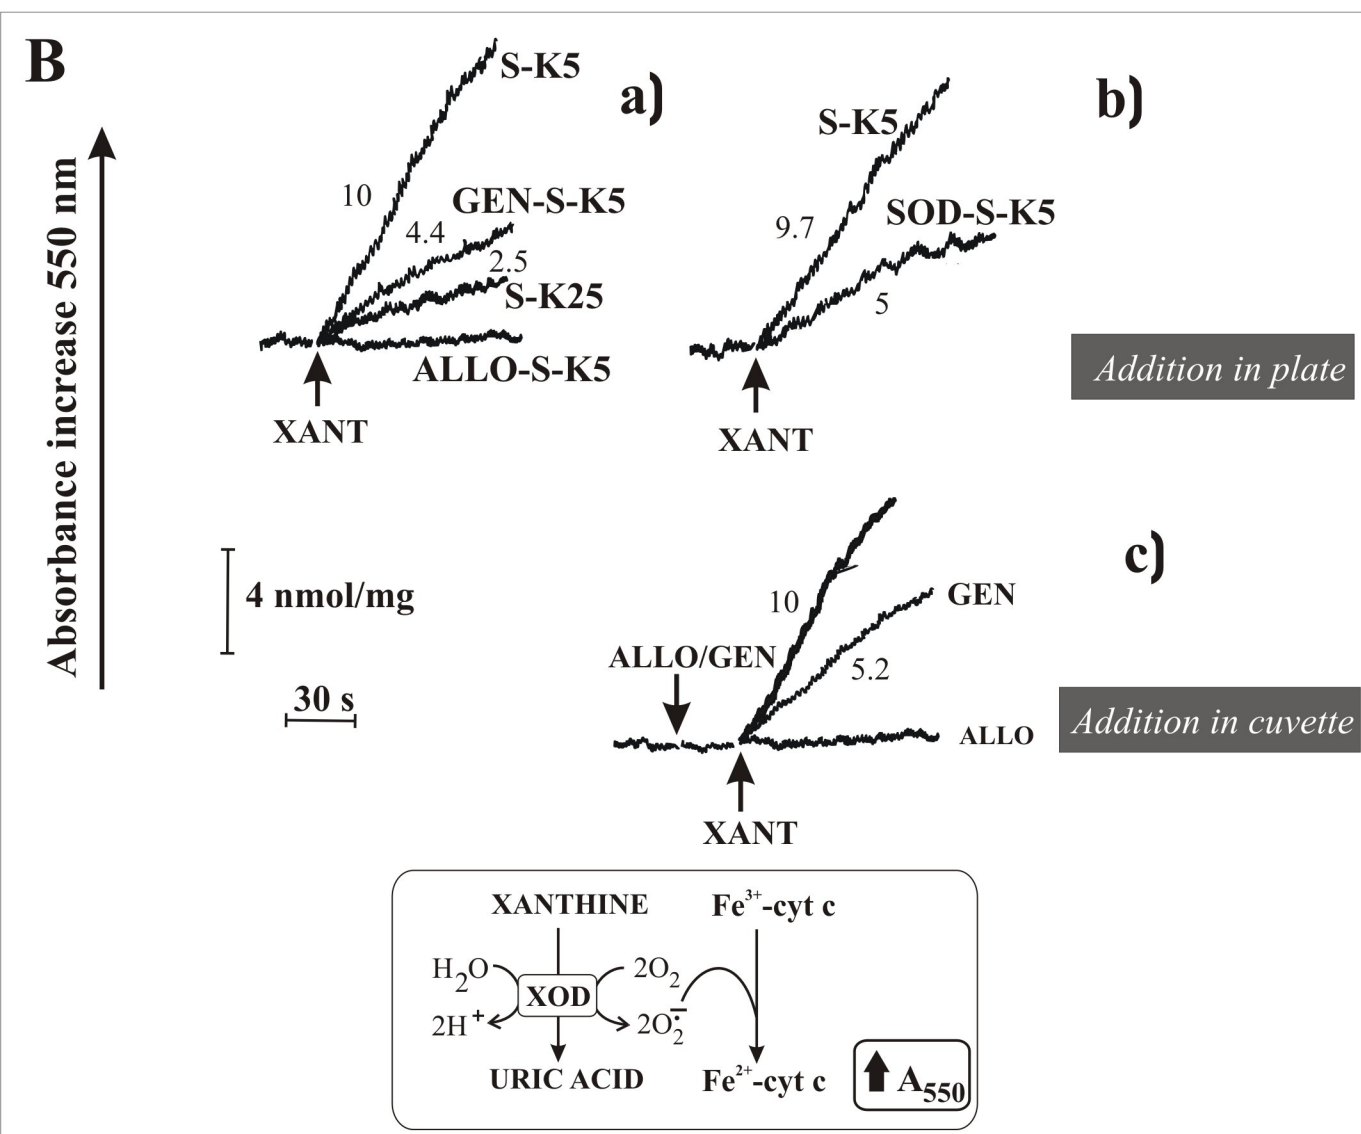 B
Absorbance increase 550 nm
a)
S-K5
10
GEN-S-K5
4.4
2.5
S-K25
ALLO-S-K5
XANT
b)
S-K5
9.7
SOD-S-K5
5
XANT
Addition in plate
4 nmol/mg
30 s
c)
10
GEN
ALLO/GEN
5.2
ALLO
XANT
Addition in cuvette
XANTHINE
Fe³⁺-cyt c
H₂O
2O₂
XOD
2H⁺
2O₂⁻̇
URIC ACID
Fe²⁺-cyt c
A₅₅₀